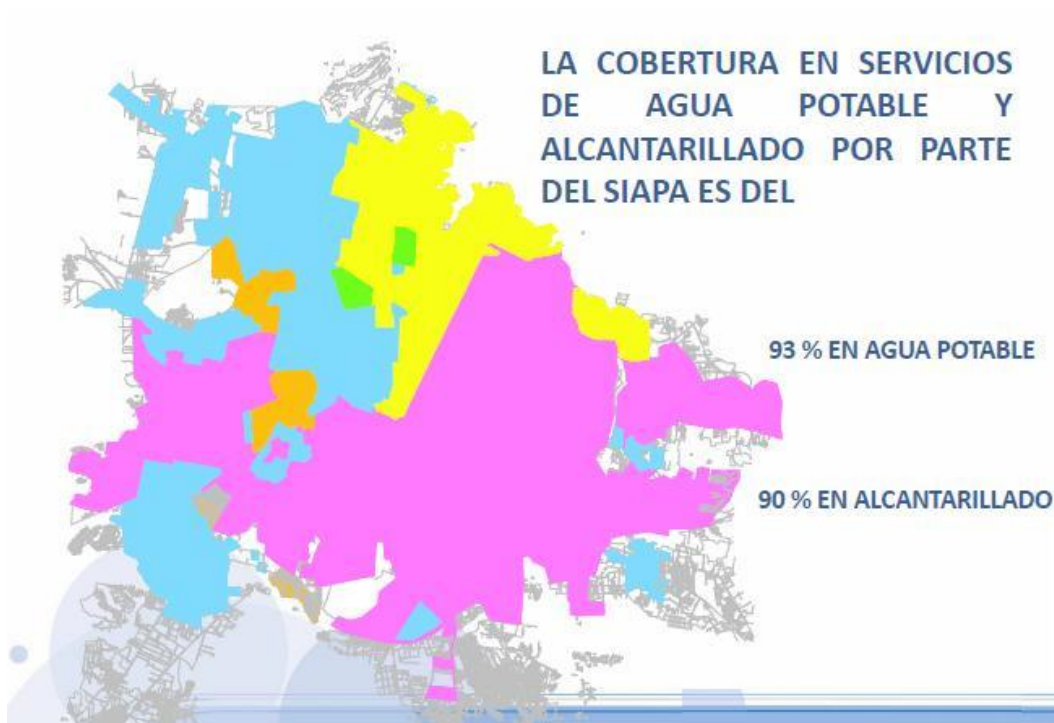 LA COBERTURA EN SERVICIOS
DE AGUA POTABLE Y
ALCANTARILLADO POR PARTE
DEL SIAPA ES DEL
93 % EN AGUA POTABLE
90 % EN ALCANTARILLADO